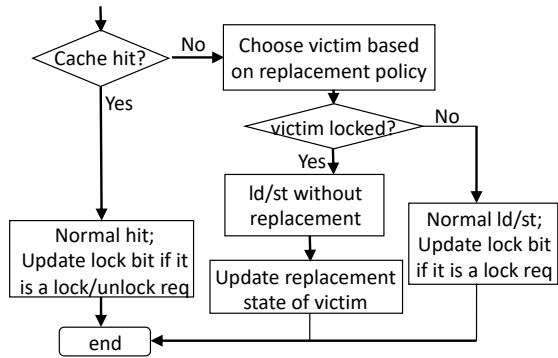 Cache hit?
No
Choose victim based
on replacement policy
Yes
victim locked?
No
Yes
ld/st without
replacement
Normal hit;
Update lock bit if it
is a lock/unlock req
Normal ld/st;
Update lock bit
if it is a lock req
Update replacement
state of victim
end